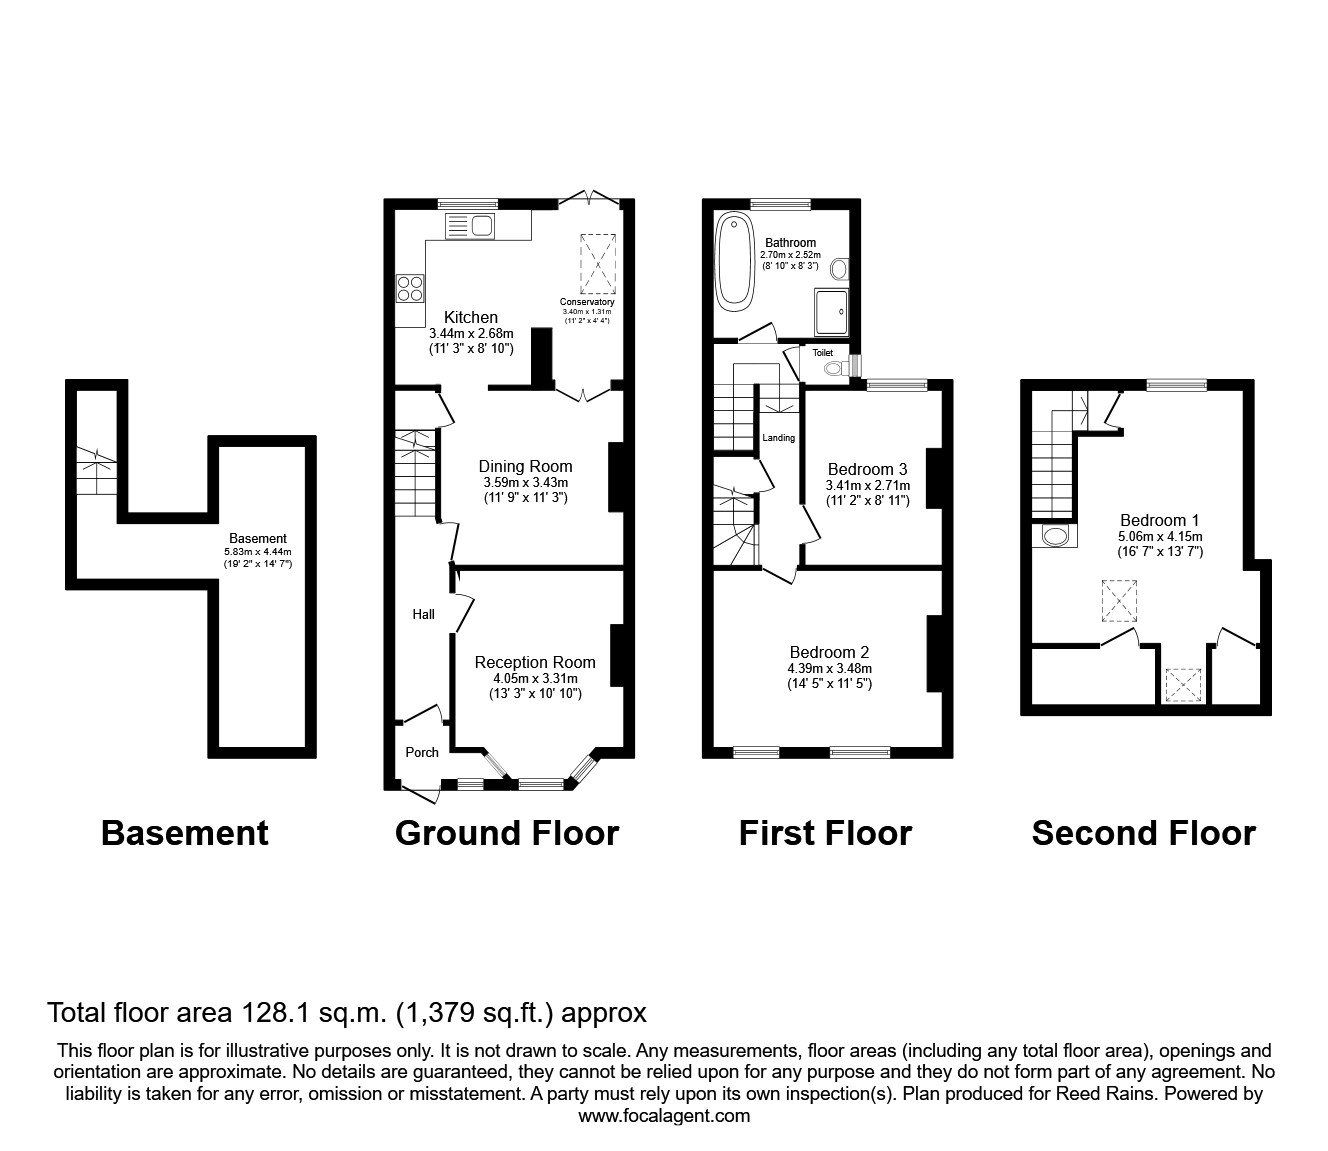 Bathroom
2.70m x 2.52m
(8' 10" x 8' 3")
Conservatory
3.40m x 1.31m
(11' 2" x 4' 4")
Kitchen
3.44m x 2.68m
(11' 3" x 8' 10")
Toilet
Landing
Dining Room
3.59m x 3.43m
(11' 9" x 11' 3")
Bedroom 3
3.41m x 2.71m
(11' 2" x 8' 11")
Basement
5.83m x 4.44m
(19' 2" x 14' 7")
Bedroom 1
5.06m x 4.15m
(16' 7" x 13' 7")
Hall
Reception Room
4.05m x 3.31m
(13' 3" x 10' 10")
Bedroom 2
4.39m x 3.48m
(14' 5" x 11' 5")
Porch
Basement
Ground Floor
First Floor
Second Floor
Total floor area 128.1 sq.m. (1,379 sq.ft.) approx
This floor plan is for illustrative purposes only. It is not drawn to scale. Any measurements, floor areas (including any total floor area), openings and
orientation are approximate. No details are guaranteed, they cannot be relied upon for any purpose and they do not form part of any agreement. No
liability is taken for any error, omission or misstatement. A party must rely upon its own inspection(s). Plan produced for Reed Rains. Powered by
www.focalagent.com